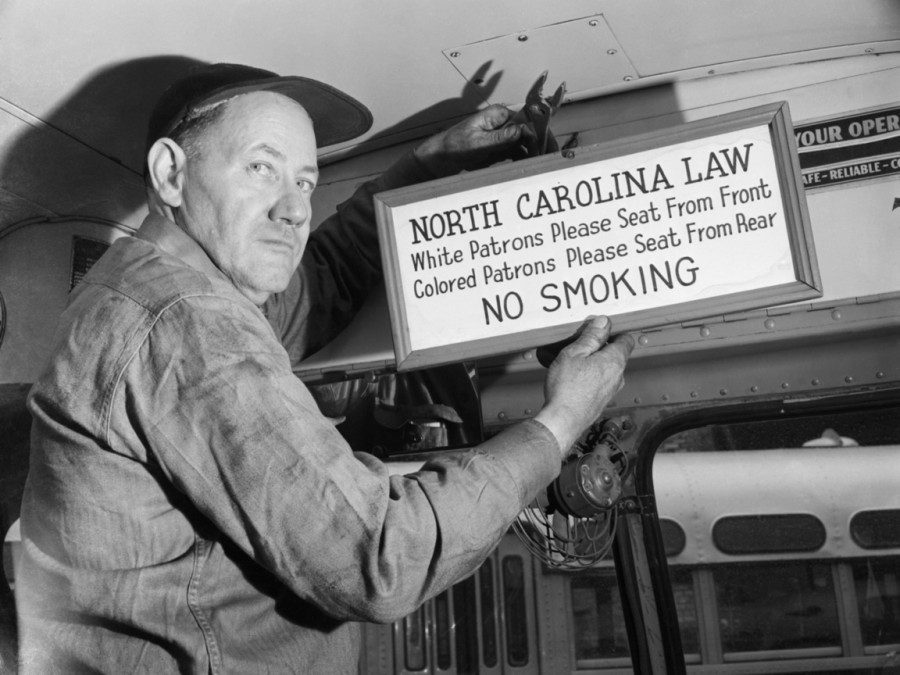 NORTH CAROLINA LAW
White Patrons Please Seat From Front
Colored Patrons Please Seat From Rear
NO SMOKING
YOUR OPER
AFE-RELIABLE-CO